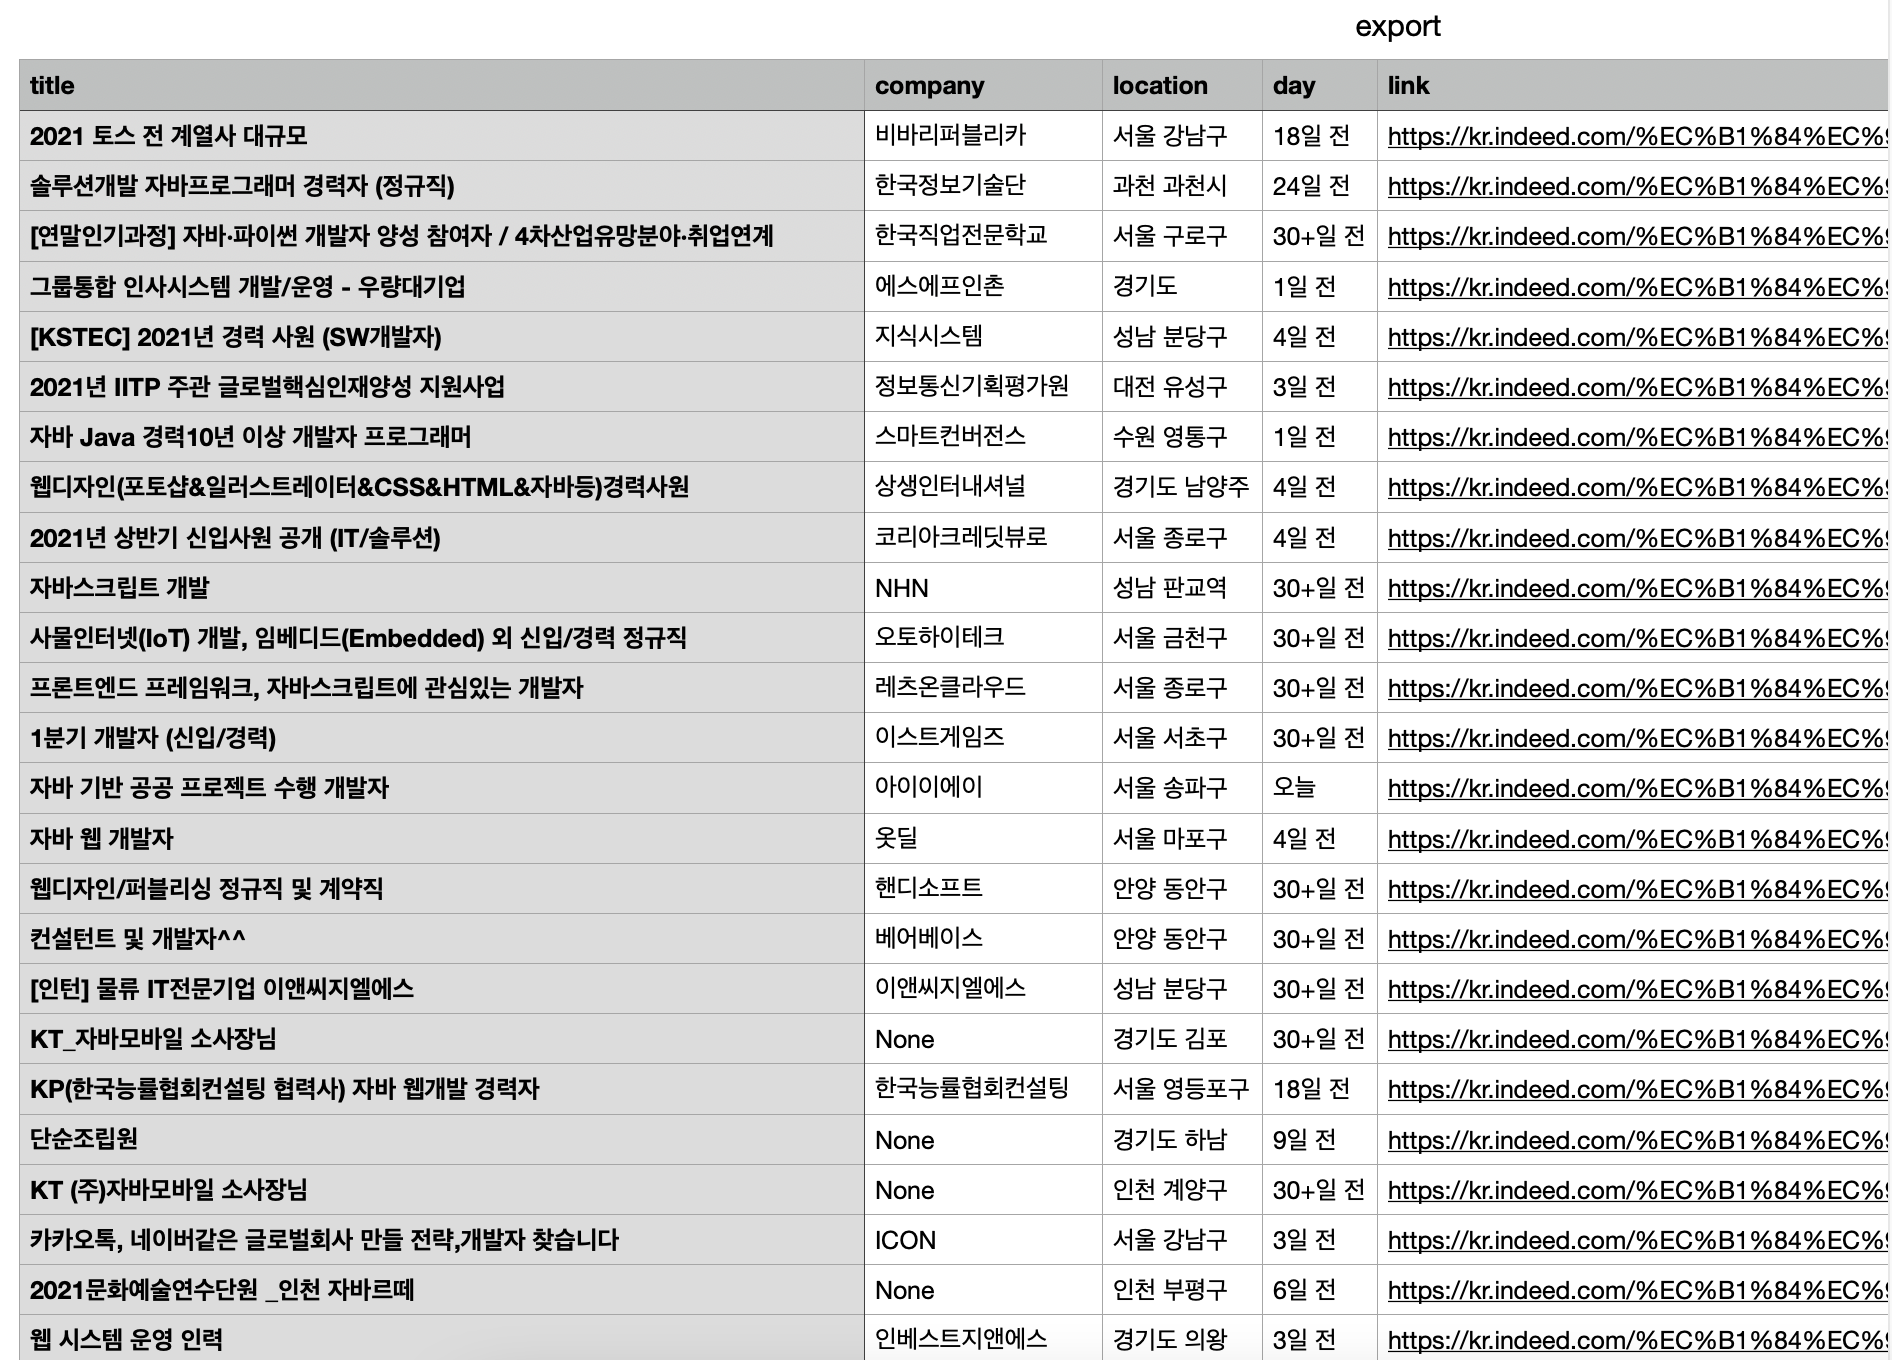 export
title company location day link
2021 토스 전 계열사 대규모 비바리퍼블리카 서울 강남구 18일 전 https://kr.indeed.com/%EC%B1%84%EC%
솔루션개발 자바프로그래머 경력자 (정규직) 한국정보기술단 과천 과천시 24일 전 https://kr.indeed.com/%EC%B1%84%EC%
[연말인기과정] 자바·파이썬 개발자 양성 참여자 / 4차산업유망분야·취업연계 한국직업전문학교 서울 구로구 30+일 전 https://kr.indeed.com/%EC%B1%84%EC%
그룹통합 인사시스템 개발/운영 - 우량대기업 에스에프인촌 경기도 1일 전 https://kr.indeed.com/%EC%B1%84%EC%
[KSTEC] 2021년 경력 사원 (SW개발자) 지식시스템 성남 분당구 4일 전 https://kr.indeed.com/%EC%B1%84%EC%
2021년 IITP 주관 글로벌핵심인재양성 지원사업 정보통신기획평가원 대전 유성구 3일 전 https://kr.indeed.com/%EC%B1%84%EC%
자바 Java 경력10년 이상 개발자 프로그래머 스마트컨버전스 수원 영통구 1일 전 https://kr.indeed.com/%EC%B1%84%EC%
웹디자인(포토샵&일러스트레이터&CSS&HTML&자바등)경력사원 상생인터내셔널 경기도 남양주 4일 전 https://kr.indeed.com/%EC%B1%84%EC%
2021년 상반기 신입사원 공개 (IT/솔루션) 코리아크레딧뷰로 서울 종로구 4일 전 https://kr.indeed.com/%EC%B1%84%EC%
자바스크립트 개발 NHN 성남 판교역 30+일 전 https://kr.indeed.com/%EC%B1%84%EC%
사물인터넷(IoT) 개발, 임베디드(Embedded) 외 신입/경력 정규직 오토하이테크 서울 금천구 30+일 전 https://kr.indeed.com/%EC%B1%84%EC%
프론트엔드 프레임워크, 자바스크립트에 관심있는 개발자 레츠온클라우드 서울 종로구 30+일 전 https://kr.indeed.com/%EC%B1%84%EC%
1분기 개발자 (신입/경력) 이스트게임즈 서울 서초구 30+일 전 https://kr.indeed.com/%EC%B1%84%EC%
자바 기반 공공 프로젝트 수행 개발자 아이이에이 서울 송파구 오늘 https://kr.indeed.com/%EC%B1%84%EC%
자바 웹 개발자 옷딜 서울 마포구 4일 전 https://kr.indeed.com/%EC%B1%84%EC%
웹디자인/퍼블리싱 정규직 및 계약직 핸디소프트 안양 동안구 30+일 전 https://kr.indeed.com/%EC%B1%84%EC%
컨설턴트 및 개발자^^ 베어베이스 안양 동안구 30+일 전 https://kr.indeed.com/%EC%B1%84%EC%
[인턴] 물류 IT전문기업 이앤씨지엘에스 이앤씨지엘에스 성남 분당구 30+일 전 https://kr.indeed.com/%EC%B1%84%EC%
KT_자바모바일 소사장님 None 경기도 김포 30+일 전 https://kr.indeed.com/%EC%B1%84%EC%
KP(한국능률협회컨설팅 협력사) 자바 웹개발 경력자 한국능률협회컨설팅 서울 영등포구 18일 전 https://kr.indeed.com/%EC%B1%84%EC%
단순조립원 None 경기도 하남 9일 전 https://kr.indeed.com/%EC%B1%84%EC%
KT (주)자바모바일 소사장님 None 인천 계양구 30+일 전 https://kr.indeed.com/%EC%B1%84%EC%
카카오톡, 네이버같은 글로벌회사 만들 전략,개발자 찾습니다 ICON 서울 강남구 3일 전 https://kr.indeed.com/%EC%B1%84%EC%
2021문화예술연수단원 _인천 자바르떼 None 인천 부평구 6일 전 https://kr.indeed.com/%EC%B1%84%EC%
웹 시스템 운영 인력 인베스트지앤에스 경기도 의왕 3일 전 https://kr.indeed.com/%EC%B1%84%EC%